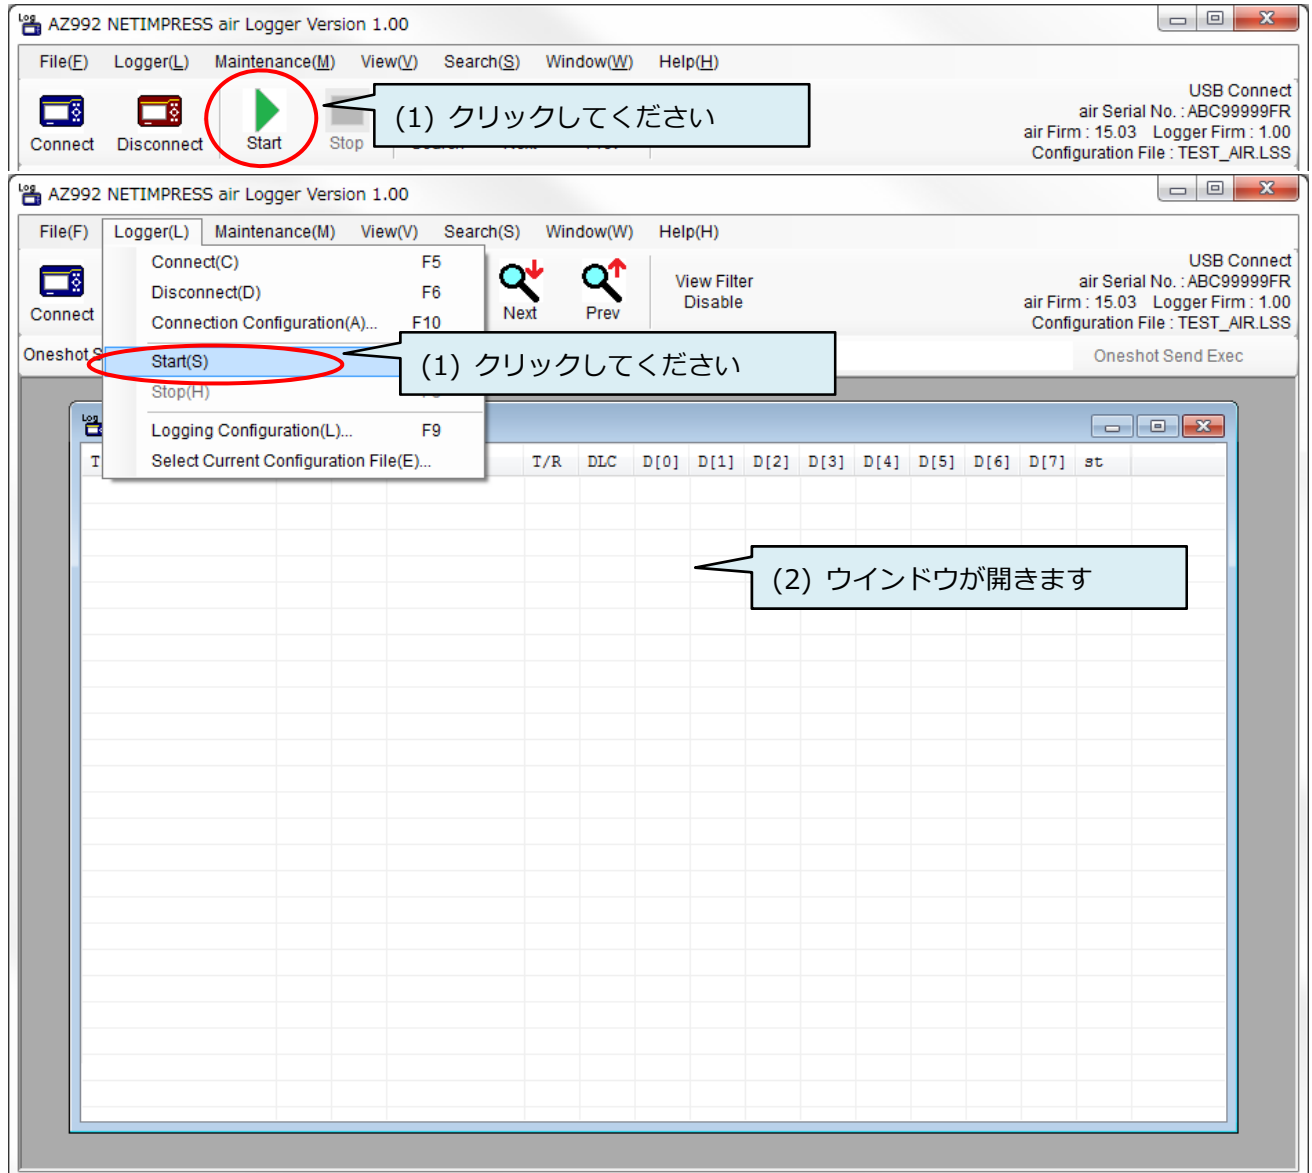 AZ992 NETIMPRESS air Logger Version 1.00
File(F) Logger(L) Maintenance(M) View(V) Search(S) Window(W) Help(H)
USB Connect
air Serial No. : ABC99999FR
air Firm : 15.03 Logger Firm : 1.00
Configuration File : TEST_AIR.LSS
Connect Disconnect Start Stop
(1) クリックしてください
AZ992 NETIMPRESS air Logger Version 1.00
File(F) Logger(L) Maintenance(M) View(V) Search(S) Window(W) Help(H)
Connect(C) F5
Disconnect(D) F6
Connection Configuration(A)... F10
Start(S)
Stop(H)
Logging Configuration(L)... F9
Select Current Configuration File(E)...
Connect
Next Prev
View Filter
Disable
USB Connect
air Serial No. : ABC99999FR
air Firm : 15.03 Logger Firm : 1.00
Configuration File : TEST_AIR.LSS
Oneshot S
Oneshot Send Exec
(1) クリックしてください
T/R DLC D[0] D[1] D[2] D[3] D[4] D[5] D[6] D[7] st
(2) ウインドウが開きます